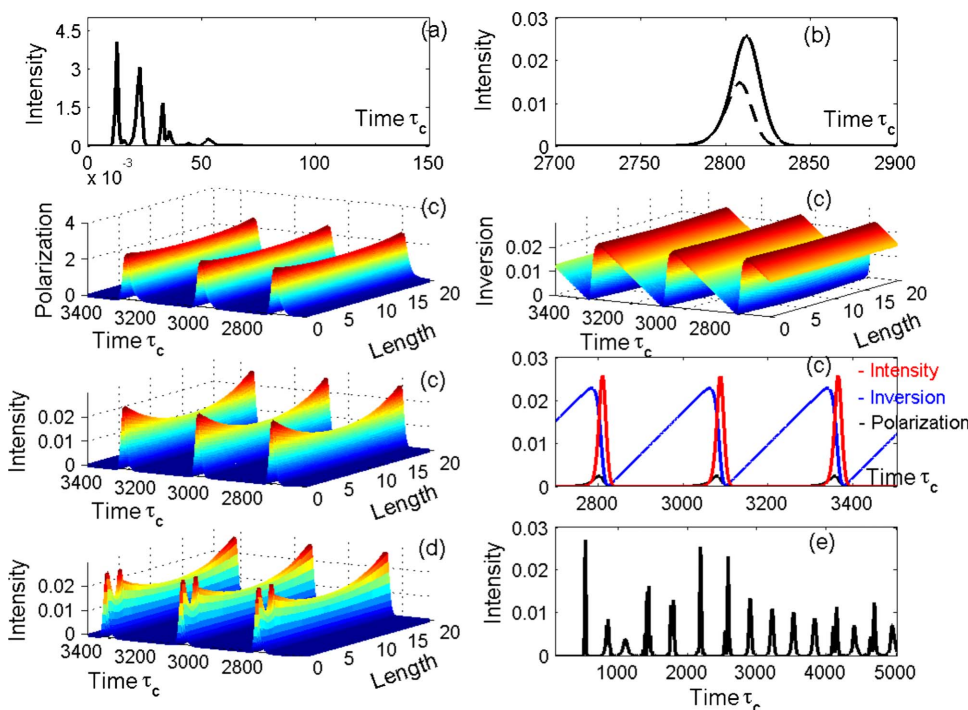 4.5
3
1.5
0
Intensity
(a)
Time τc
0 50 100 150
x 10 -3
0.03
0.02
0.01
0
Intensity
(b)
Time τc
2700 2750 2800 2850 2900
4
2
0
Polarization
(c)
3400 3200 3000 2800
Time τc
0 5 10 15 20
Length
0.02
0.01
0
Inversion
(c)
3400 3200 3000 2800
Time τc
0 5 10 15 20
Length
0.02
0.01
0
Intensity
(c)
3400 3200 3000 2800
Time τc
0 5 10 15 20
Length
0.03
0.02
0.01
0
(c)
- Intensity
- Inversion
- Polarization
Time τc
2800 3000 3200 3400
0.02
0.01
0
Intensity
(d)
3400 3200 3000 2800
Time τc
0 5 10 15 20
Length
0.03
0.02
0.01
0
Intensity
(e)
1000 2000 3000 4000 5000
Time τc